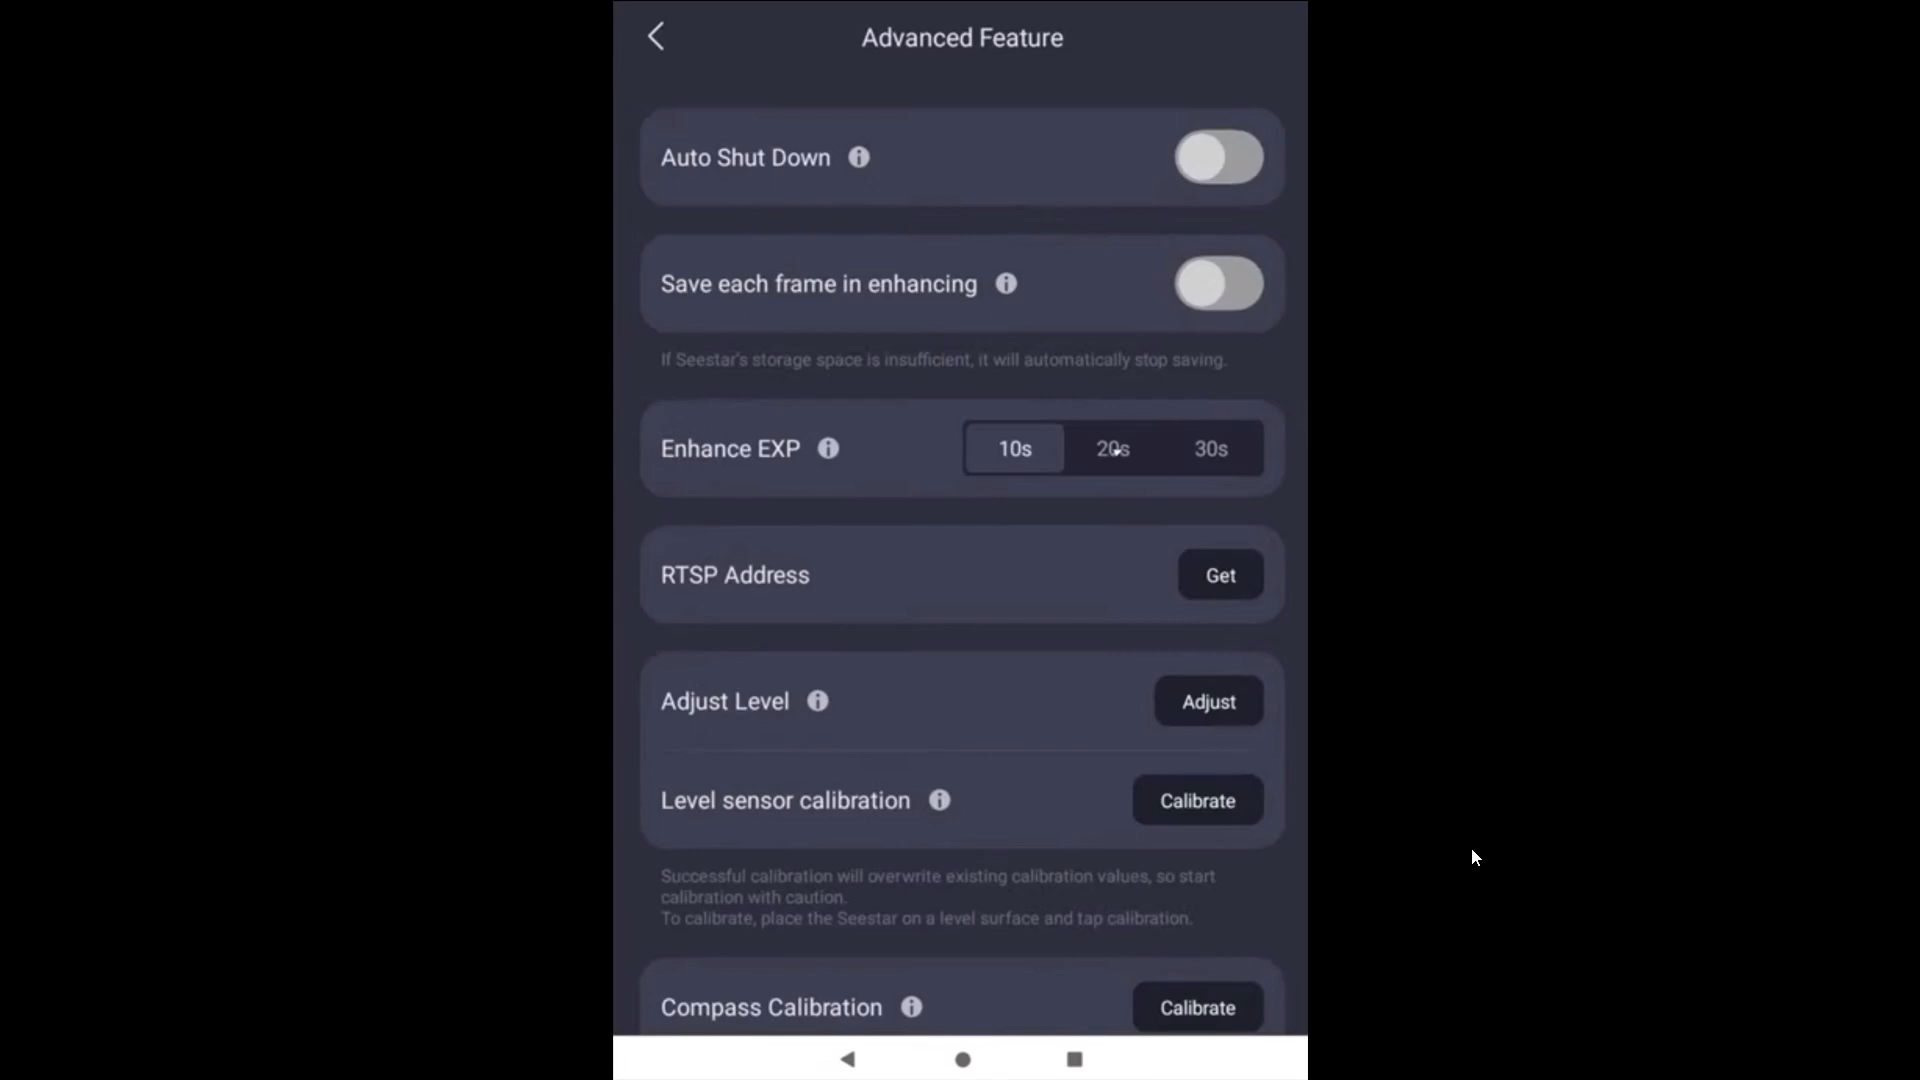 Advanced Feature
Auto Shut Down
Save each frame in enhancing
If Seestar's storage space is insufficient, it will automatically stop saving.
Enhance EXP 10s 20s 30s
RTSP Address Get
Adjust Level Adjust
Level sensor calibration Calibrate
Successful calibration will overwrite existing calibration values, so start
calibration with caution.
To calibrate, place the Seestar on a level surface and tap calibration.
Compass Calibration Calibrate